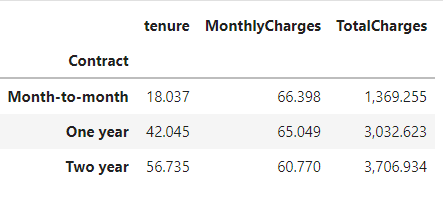 tenure MonthlyCharges TotalCharges
Contract
Month-to-month 18.037 66.398 1,369.255
One year 42.045 65.049 3,032.623
Two year 56.735 60.770 3,706.934